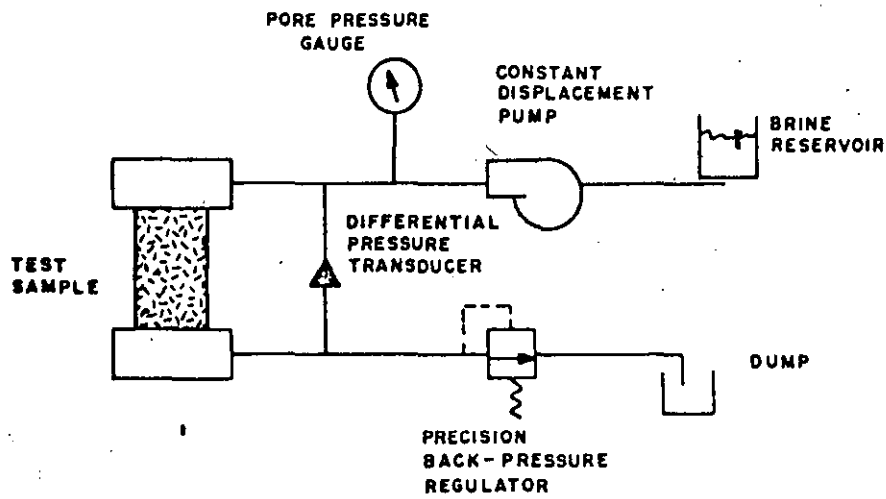 PORE PRESSURE
GAUGE
CONSTANT
DISPLACEMENT
PUMP
BRINE
RESERVOIR
DIFFERENTIAL
PRESSURE
TRANSDUCER
TEST
SAMPLE
DUMP
PRECISION
BACK-PRESSURE
REGULATOR